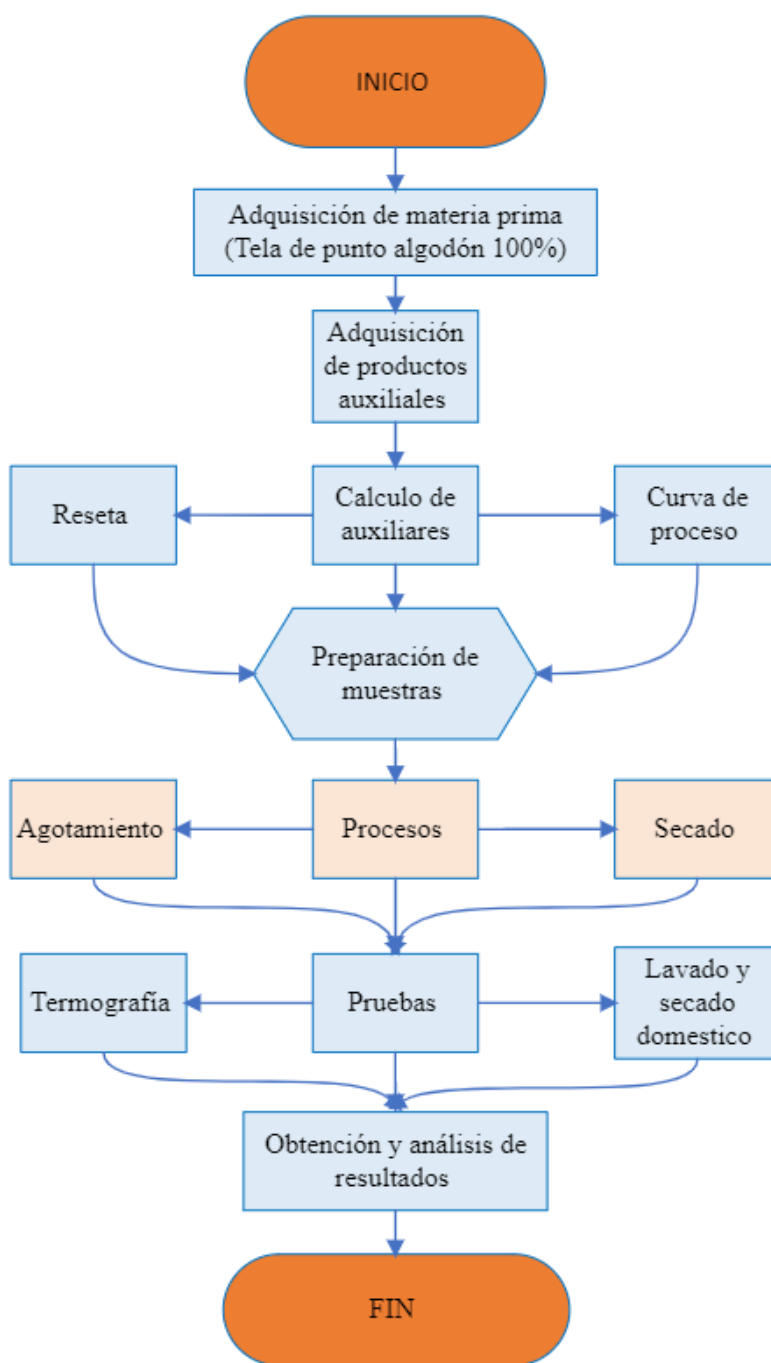 INICIO
Adquisición de materia prima
(Tela de punto algodón 100%)
Adquisición
de productos
auxiliales
Reseta
Calculo de
auxiliares
Curva de
proceso
Preparación de
muestras
Agotamiento
Procesos
Secado
Termografía
Pruebas
Lavado y
secado
domestico
Obtención y análisis de
resultados
FIN